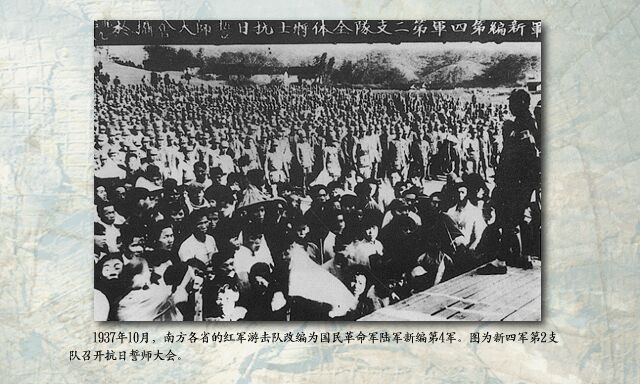 軍新編第四軍第二支隊全体將士抗日誓師大會攝
1937年10月，南方各省的红军游击队改编为国民革命军陆军新编第4军。图为新四军第2支
队召开抗日誓师大会。